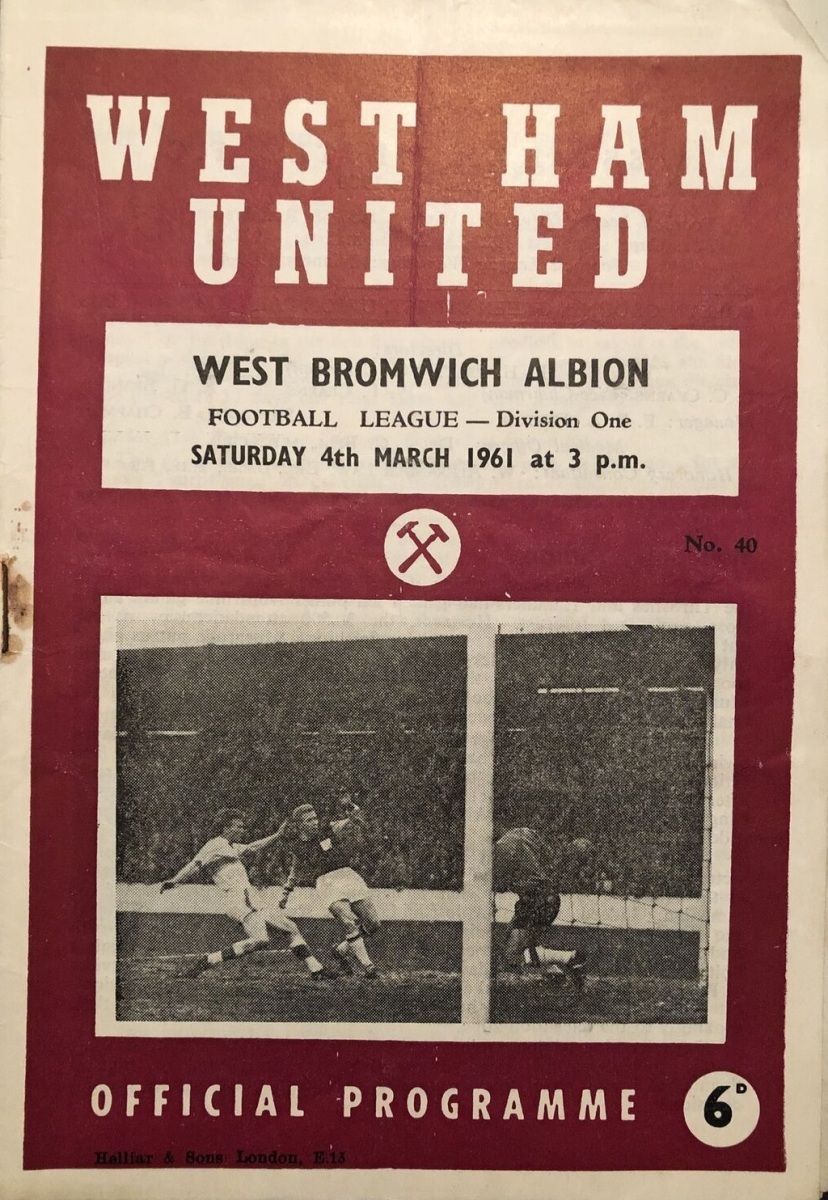 WEST HAM
UNITED
WEST BROMWICH ALBION
FOOTBALL LEAGUE — Division One
SATURDAY 4th MARCH 1961 at 3 p.m.
No. 40
OFFICIAL PROGRAMME
6D
Helliar & Sons London, E.13